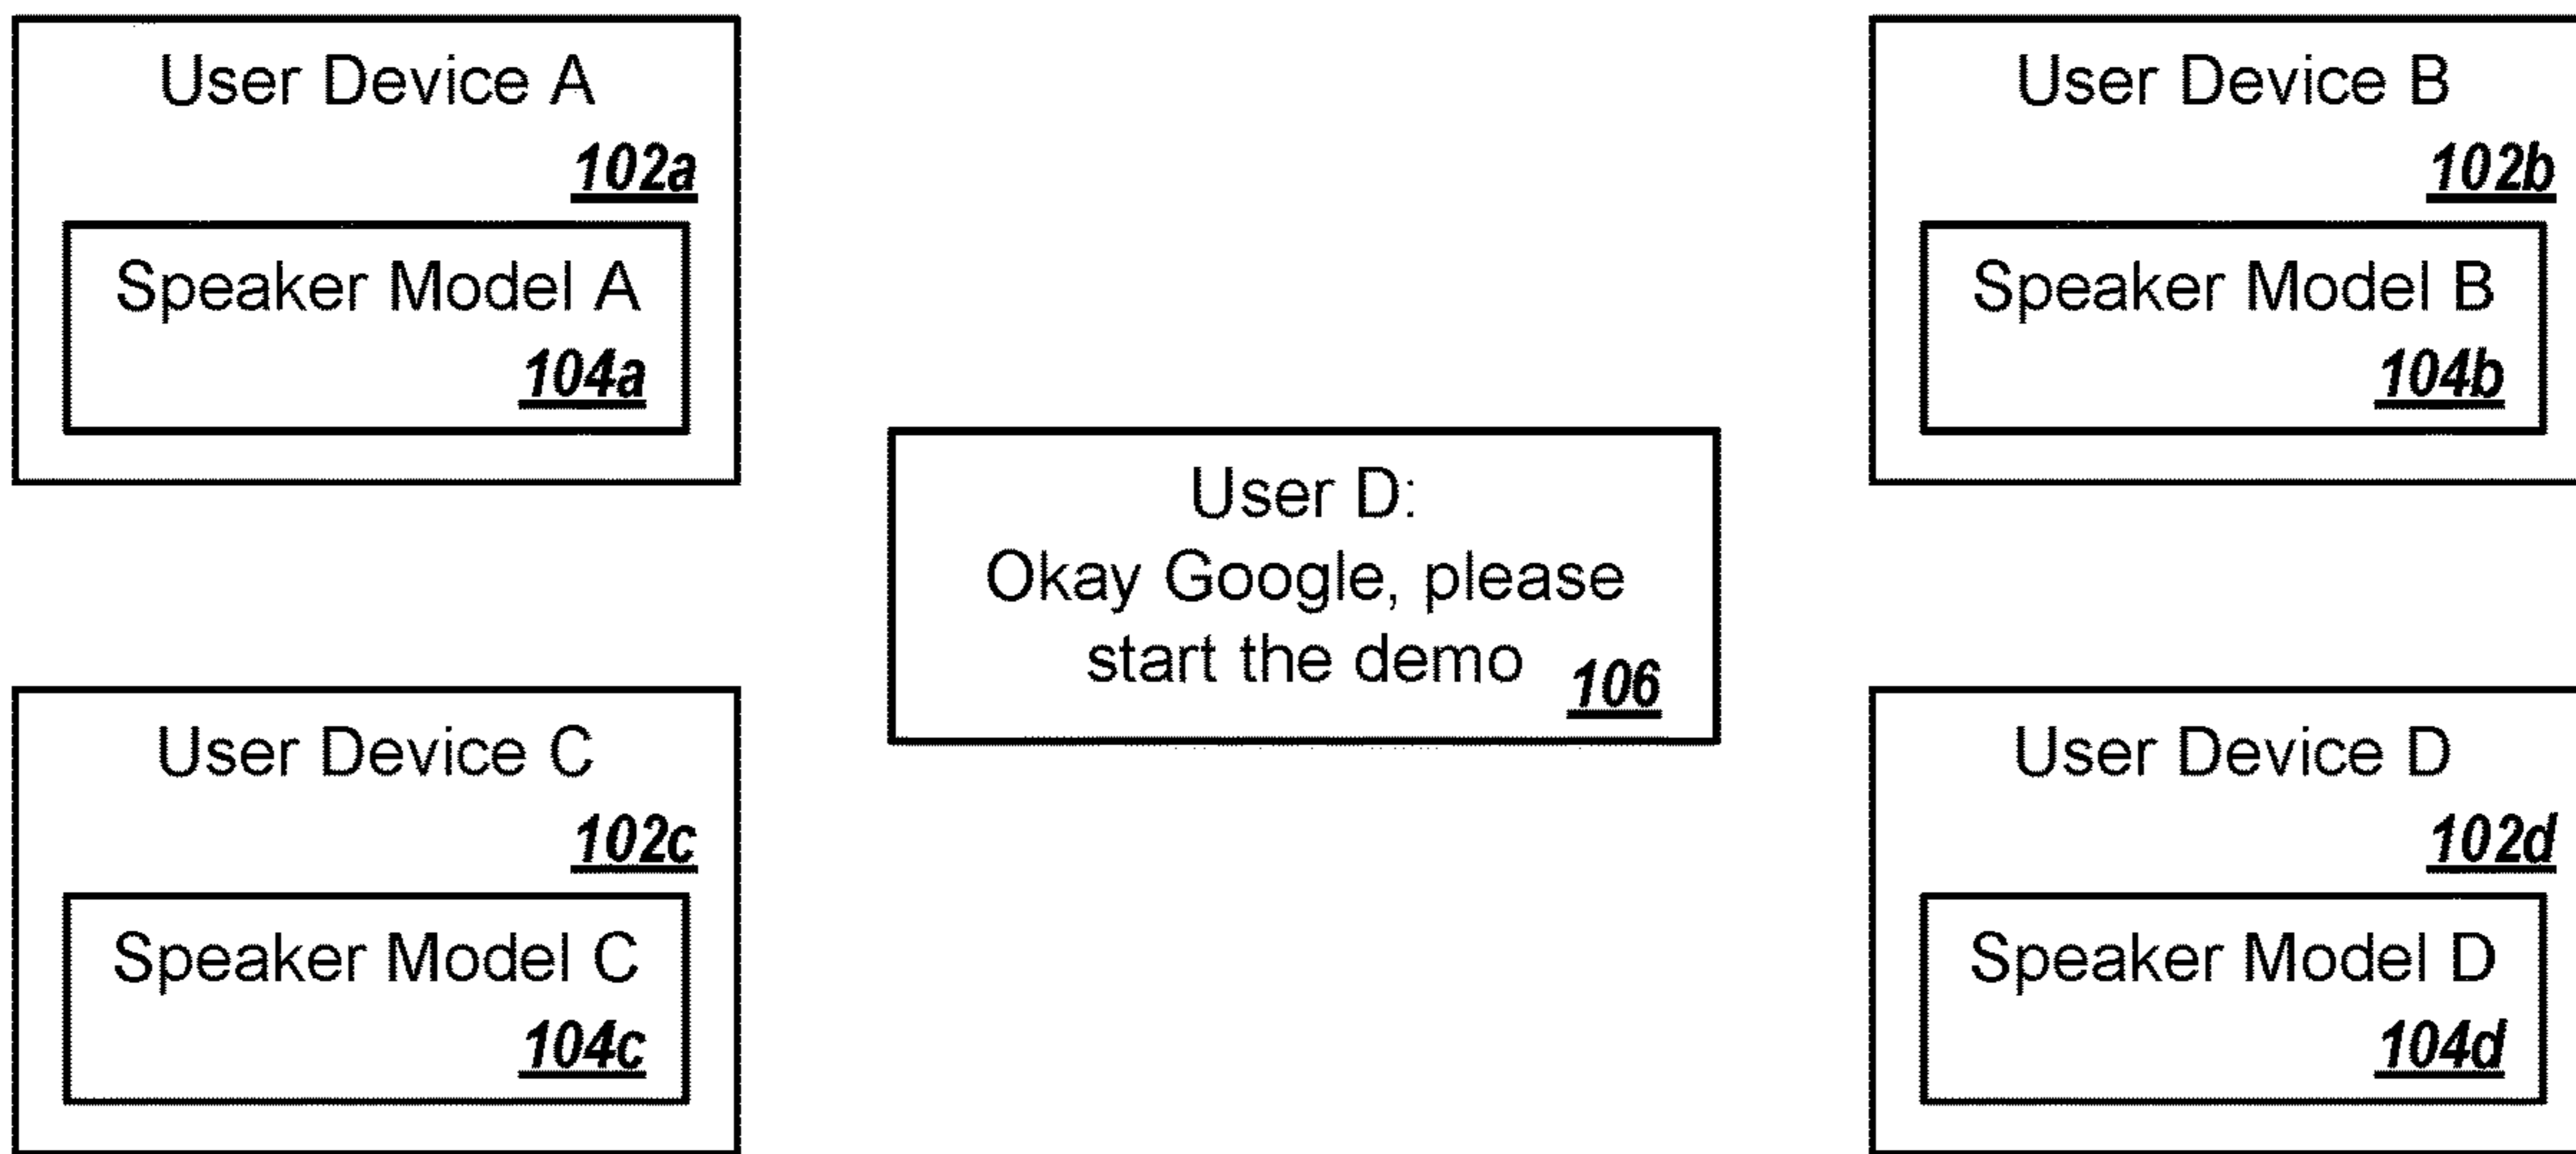 User Device A
102a
Speaker Model A
104a
User Device B
102b
Speaker Model B
104b
User D:
Okay Google, please
start the demo 106
User Device C
102c
Speaker Model C
104c
User Device D
102d
Speaker Model D
104d